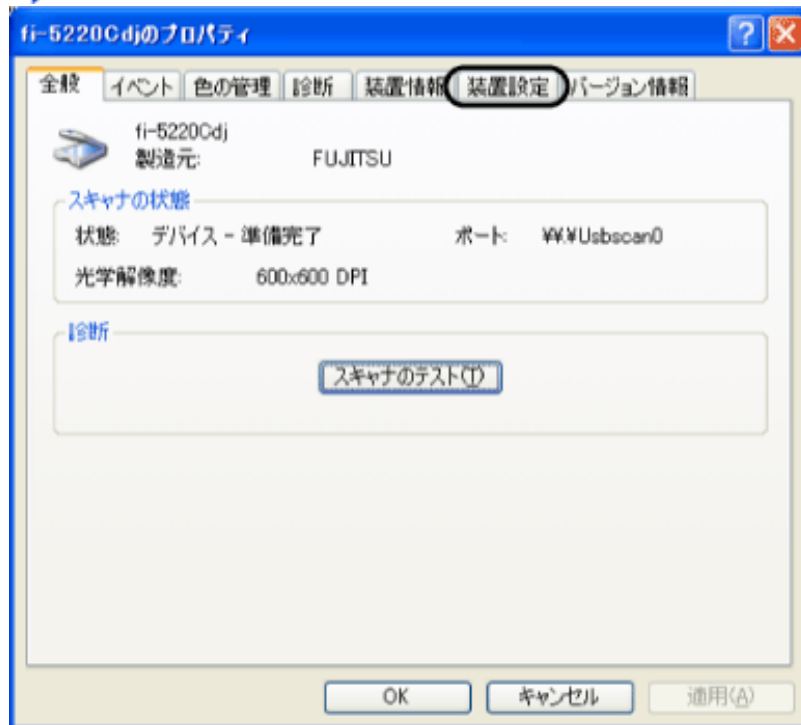 fi-5220Cdjのプロパティ
全般 イベント 色の管理 診断 装置情報 装置設定 バージョン情報
fi-5220Cdj
製造元: FUJITSU
スキャナの状態
状態: デバイス - 準備完了 ポート: ¥¥.¥Usbscan0
光学解像度: 600x600 DPI
診断
スキャナのテスト(T)
OK キャンセル 適用(A)